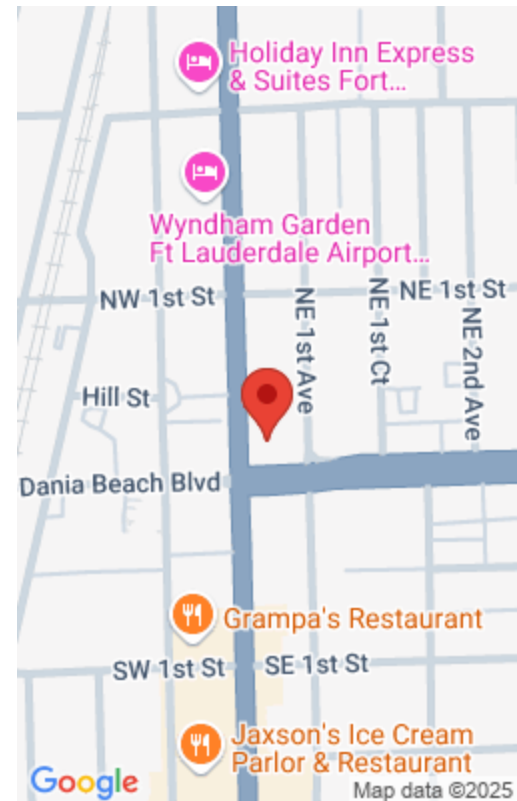 Holiday Inn Express
& Suites Fort...
Wyndham Garden
Ft Lauderdale Airport...
NW 1st St
NE 1st St
NE 1st Ave
NE 1st Ct
NE 2nd Ave
Hill St
Dania Beach Blvd
Grampa's Restaurant
SW 1st St
SE 1st St
Jaxson's Ice Cream
Parlor & Restaurant
Google
Map data ©2025